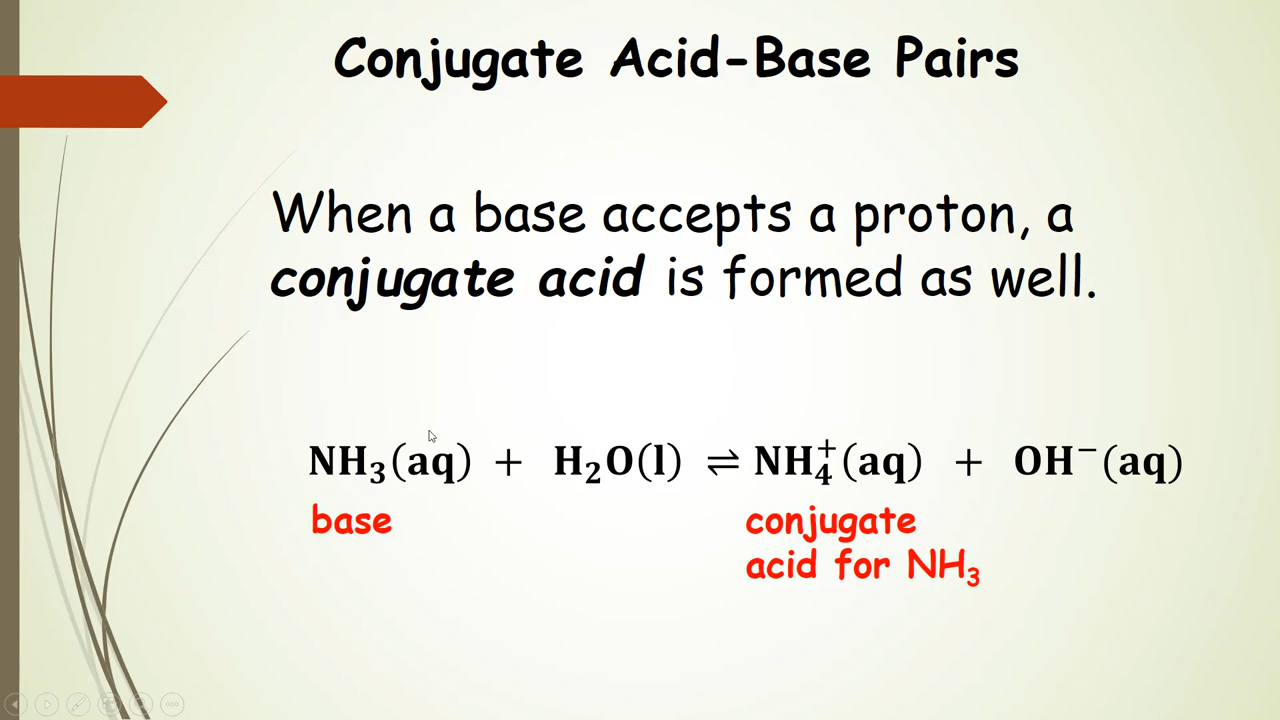 Conjugate Acid-Base Pairs
When a base accepts a proton, a
conjugate acid is formed as well.
NH₃(aq) + H₂O(l) ⇌ NH₄⁺(aq) + OH⁻(aq)
base
conjugate
acid for NH₃